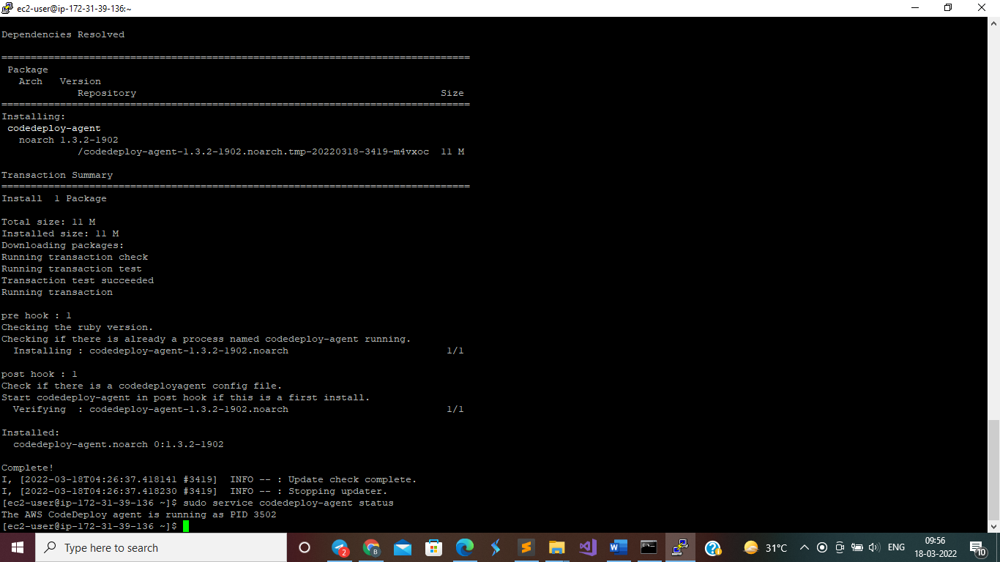 ec2-user@ip-172-31-39-136:~
Dependencies Resolved
================================================================================
Package
Arch Version
Repository Size
================================================================================
Installing:
codedeploy-agent
noarch 1.3.2-1902
/codedeploy-agent-1.3.2-1902.noarch.tmp-20220318-3419-m4vxoc 11 M
Transaction Summary
================================================================================
Install 1 Package
Total size: 11 M
Installed size: 11 M
Downloading packages:
Running transaction check
Running transaction test
Transaction test succeeded
Running transaction
pre hook : 1
Checking the ruby version.
Checking if there is already a process named codedeploy-agent running.
Installing : codedeploy-agent-1.3.2-1902.noarch 1/1
post hook : 1
Check if there is a codedeployagent config file.
Start codedeploy-agent in post hook if this is a first install.
Verifying : codedeploy-agent-1.3.2-1902.noarch 1/1
Installed:
codedeploy-agent.noarch 0:1.3.2-1902
Complete!
I, [2022-03-18T04:26:37.418141 #3419] INFO -- : Update check complete.
I, [2022-03-18T04:26:37.418230 #3419] INFO -- : Stopping updater.
[ec2-user@ip-172-31-39-136 ~]$ sudo service codedeploy-agent status
The AWS CodeDeploy agent is running as PID 3502
[ec2-user@ip-172-31-39-136 ~]$
Type here to search
2
B
31°C
ENG
09:56
18-03-2022
10